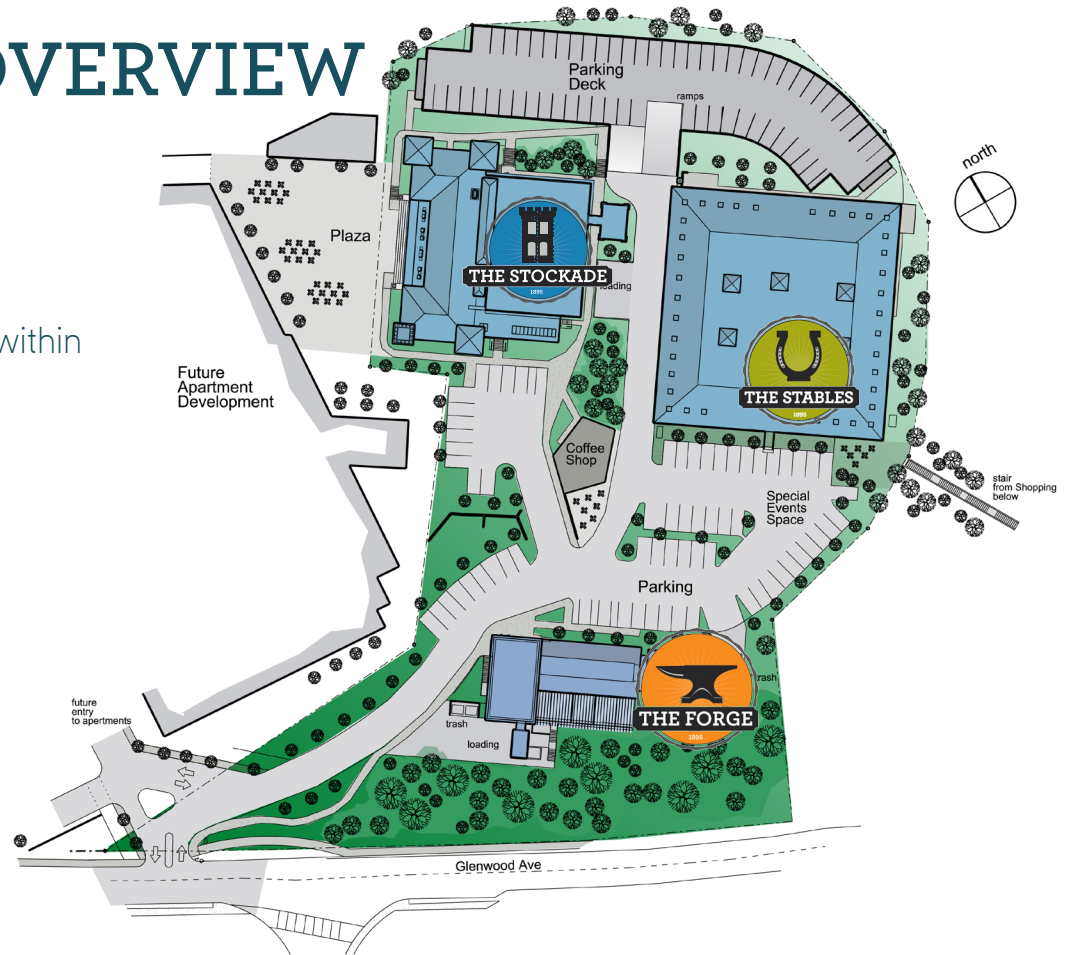 OVERVIEW
Parking
Deck
ramps
north
Plaza
THE STOCKADE
1895
loading
within
Future
Apartment
Development
THE STABLES
1895
Coffee
Shop
stair
from Shopping
below
Special
Events
Space
Parking
trash
THE FORGE
1895
future
entry
to apertments
trash
loading
Glenwood Ave